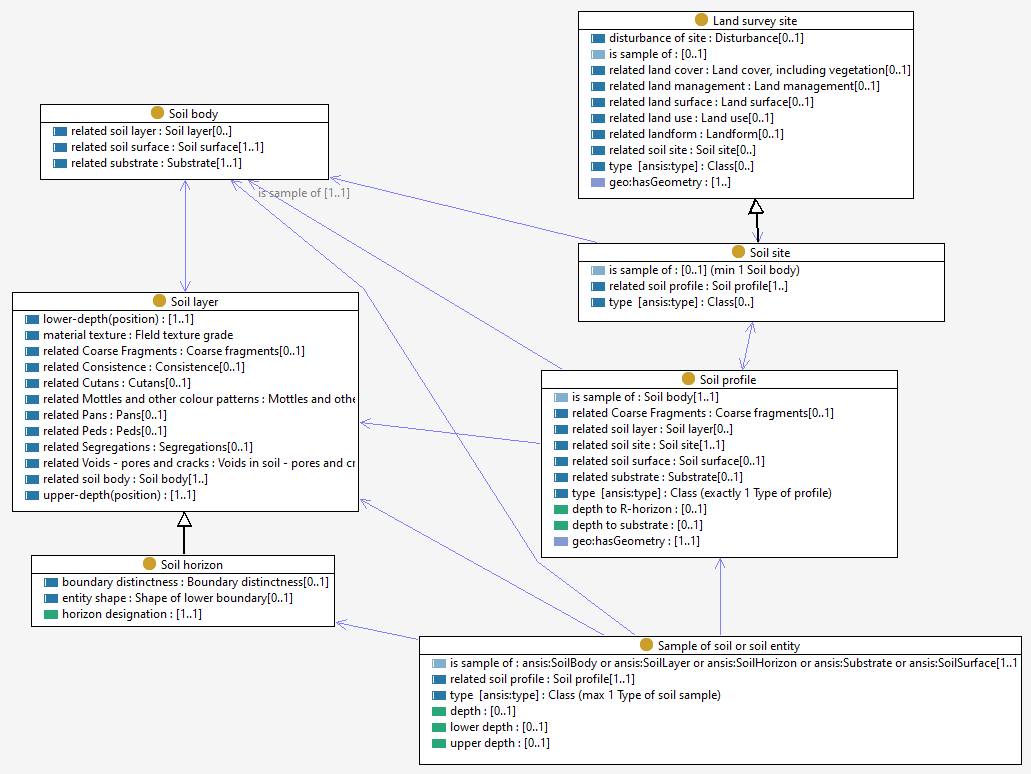 Land survey site
disturbance of site : Disturbance[0..1]
is sample of : [0..1]
related land cover : Land cover, including vegetation[0..1]
related land management : Land management[0..1]
related land surface : Land surface[0..1]
related land use : Land use[0..1]
related landform : Landform[0..1]
related soil site : Soil site[0..]
type [ansis:type] : Class[0..]
geo:hasGeometry : [1..]
Soil body
related soil layer : Soil layer[0..]
related soil surface : Soil surface[1..1]
related substrate : Substrate[1..1]
is sample of [1..1]
Soil site
is sample of : [0..1] (min 1 Soil body)
related soil profile : Soil profile[1..]
type [ansis:type] : Class[0..]
Soil layer
lower-depth(position) : [1..1]
material texture : FIeld texture grade
related Coarse Fragments : Coarse fragments[0..1]
related Consistence : Consistence[0..1]
related Cutans : Cutans[0..1]
related Mottles and other colour patterns : Mottles and othe
related Pans : Pans[0..1]
related Peds : Peds[0..1]
related Segregations : Segregations[0..1]
related Voids - pores and cracks : Voids in soil - pores and cr
related soil body : Soil body[1..]
upper-depth(position) : [1..1]
Soil profile
is sample of : Soil body[1..1]
related Coarse Fragments : Coarse fragments[0..1]
related soil layer : Soil layer[0..]
related soil site : Soil site[1..1]
related soil surface : Soil surface[0..1]
related substrate : Substrate[0..1]
type [ansis:type] : Class (exactly 1 Type of profile)
depth to R-horizon : [0..1]
depth to substrate : [0..1]
geo:hasGeometry : [1..1]
Soil horizon
boundary distinctness : Boundary distinctness[0..1]
entity shape : Shape of lower boundary[0..1]
horizon designation : [1..1]
Sample of soil or soil entity
is sample of : ansis:SoilBody or ansis:SoilLayer or ansis:SoilHorizon or ansis:Substrate or ansis:SoilSurface[1..1
related soil profile : Soil profile[1..1]
type [ansis:type] : Class (max 1 Type of soil sample)
depth : [0..1]
lower depth : [0..1]
upper depth : [0..1]